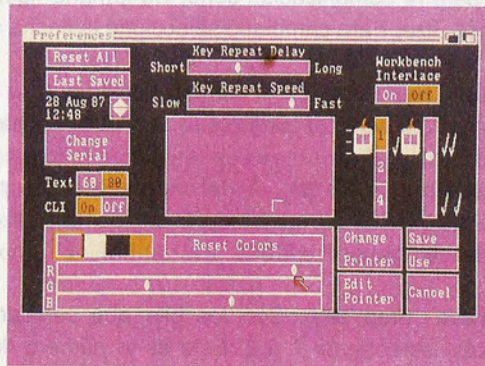 Preferences
Reset All
Last Saved
28 Aug 87
12:48
Change
Serial
Text 60 80
CLI On Off
Key Repeat Delay
Short Long
Key Repeat Speed
Slow Fast
Workbench
Interlace
On Off
1
2
4
Reset Colors
R
G
B
Change
Printer
Edit
Pointer
Save
Use
Cancel